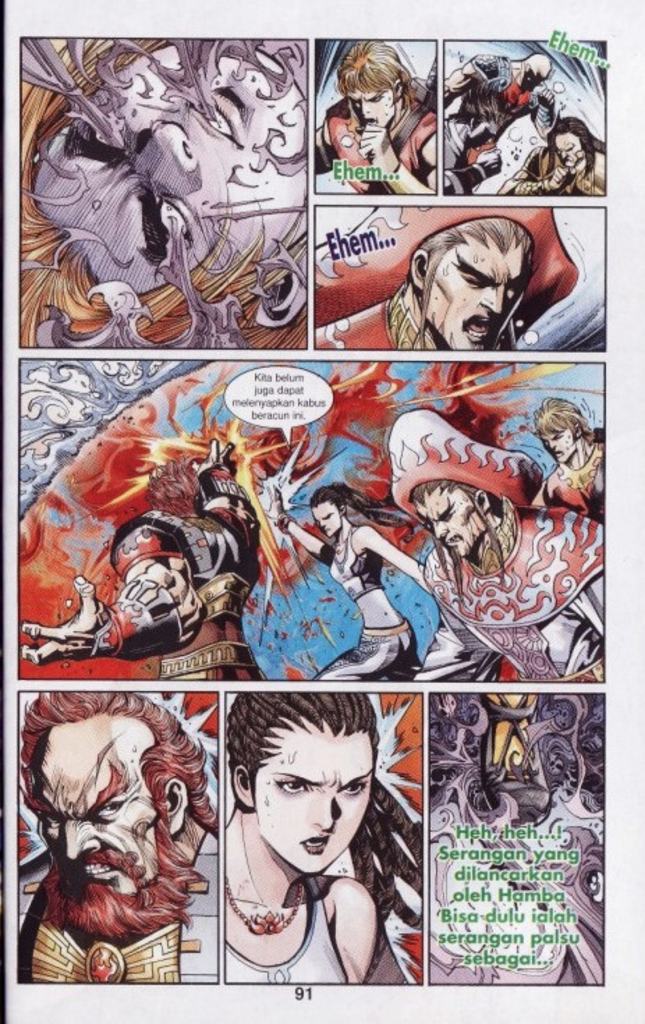 Ehem...
Ehem...
Ehem...
Kita belum
juga dapat
melenyapkan kabus
beracun ini.
Heh, heh...!
Serangan yang
dilancarkan
oleh Hamba
Bisa dulu ialah
seranggn palsu
sebagai...
91